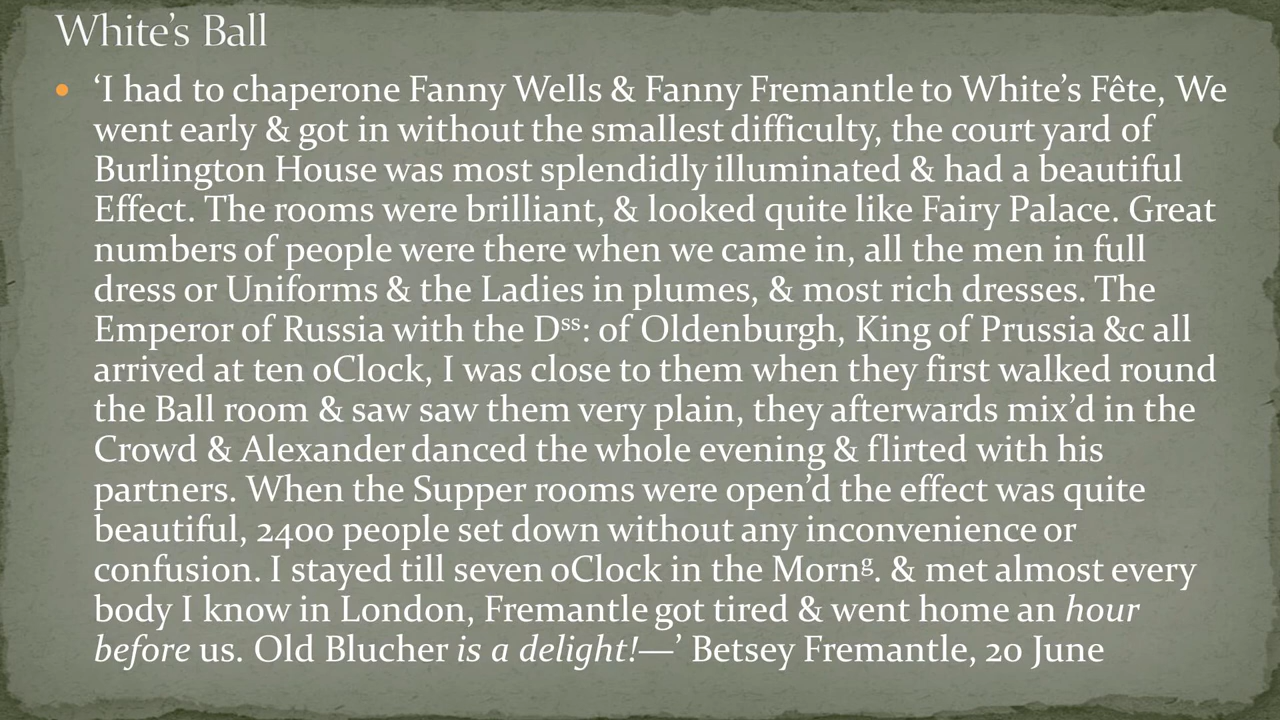 White’s Ball
• ‘I had to chaperone Fanny Wells & Fanny Fremantle to White’s Fête, We
went early & got in without the smallest difficulty, the court yard of
Burlington House was most splendidly illuminated & had a beautiful
Effect. The rooms were brilliant, & looked quite like Fairy Palace. Great
numbers of people were there when we came in, all the men in full
dress or Uniforms & the Ladies in plumes, & most rich dresses. The
Emperor of Russia with the Dˢˢ: of Oldenburgh, King of Prussia &c all
arrived at ten oClock, I was close to them when they first walked round
the Ball room & saw saw them very plain, they afterwards mix’d in the
Crowd & Alexander danced the whole evening & flirted with his
partners. When the Supper rooms were open’d the effect was quite
beautiful, 2400 people set down without any inconvenience or
confusion. I stayed till seven oClock in the Mornᵍ. & met almost every
body I know in London, Fremantle got tired & went home an hour
before us. Old Blucher is a delight!—’ Betsey Fremantle, 20 June